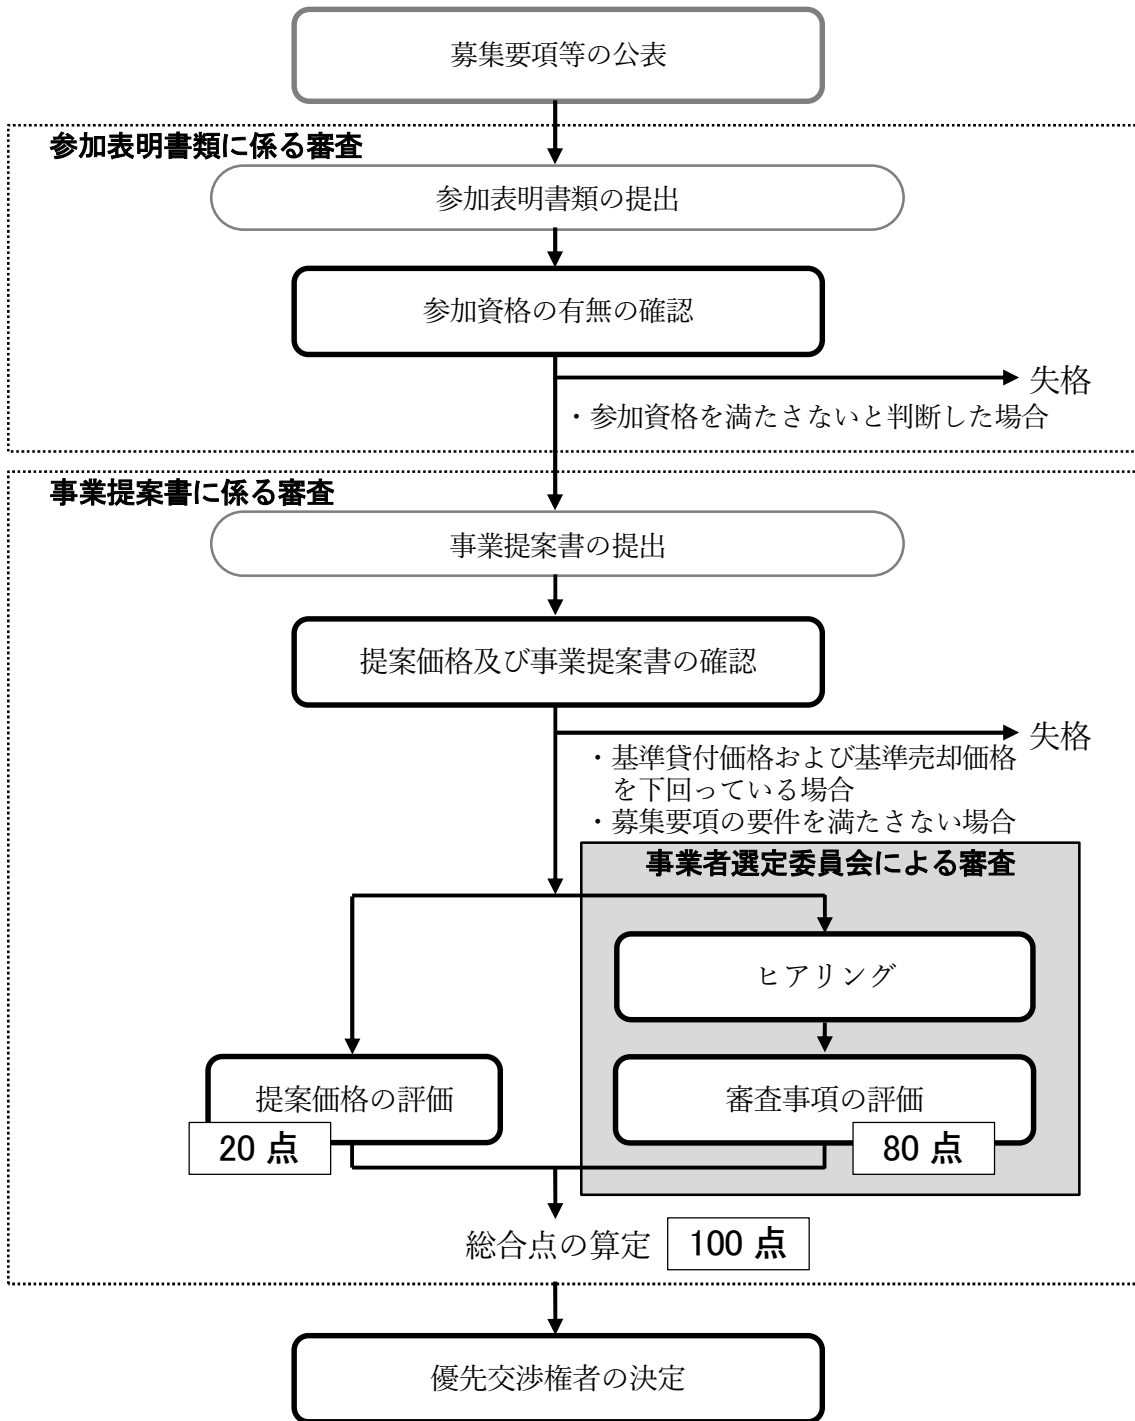 募集要項等の公表
参加表明書類に係る審査
参加表明書類の提出
参加資格の有無の確認
失格
・参加資格を満たさないと判断した場合
事業提案書に係る審査
事業提案書の提出
提案価格及び事業提案書の確認
失格
・基準貸付価格および基準売却価格
を下回っている場合
・募集要項の要件を満たさない場合
事業者選定委員会による審査
ヒアリング
提案価格の評価
20 点
審査事項の評価
80 点
総合点の算定
100 点
優先交渉権者の決定